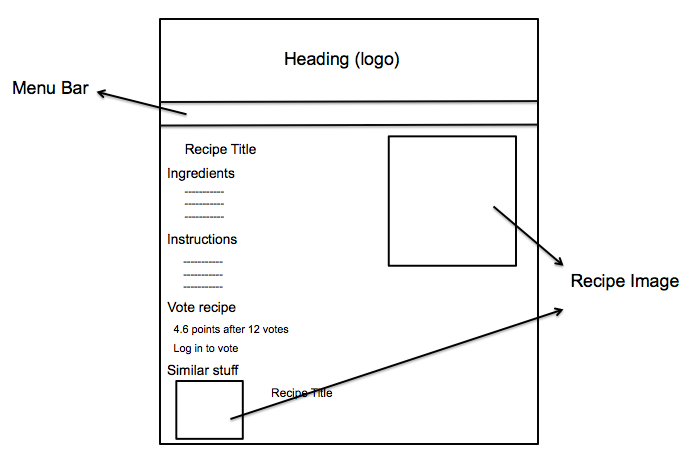 Heading (logo)
Menu Bar
Recipe Title
Ingredients
-----------
-----------
-----------
Instructions
-----------
-----------
-----------
Recipe Image
Vote recipe
4.6 points after 12 votes
Log in to vote
Similar stuff
Recipe Title